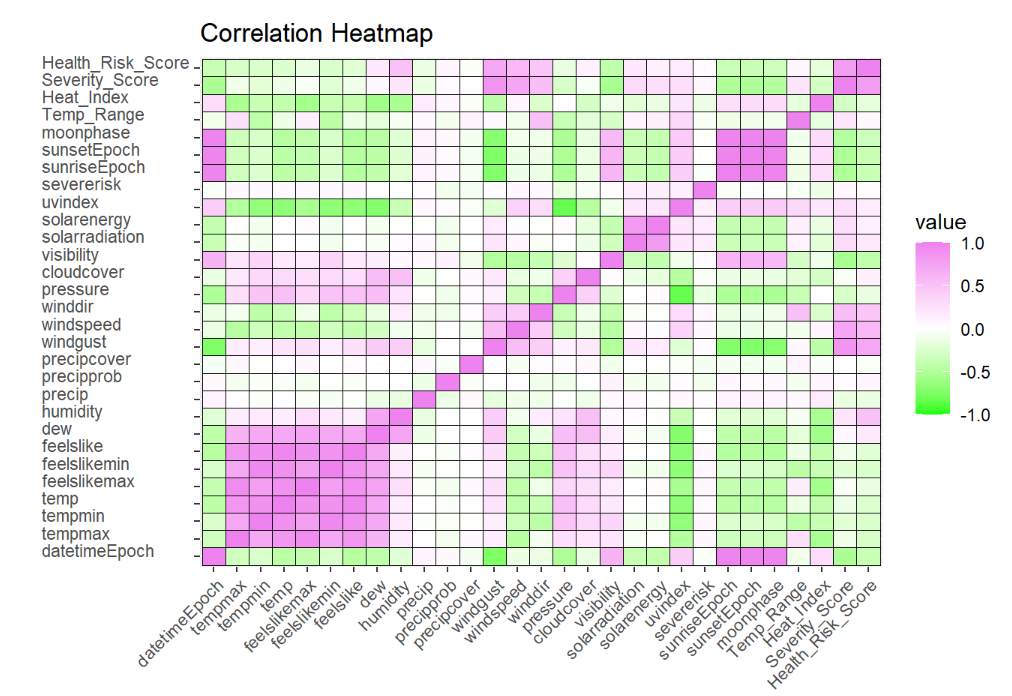 Correlation Heatmap
Health_Risk_Score
Severity_Score
Heat_Index
Temp_Range
moonphase
sunsetEpoch
sunriseEpoch
severerisk
uvindex
solarenergy
solarradiation
visibility
cloudcover
pressure
winddir
windspeed
windgust
precipcover
precipprob
precip
humidity
dew
feelslike
feelslikemin
feelslikemax
temp
tempmin
tempmax
datetimeEpoch
datetimeEpoch
tempmax
tempmin
temp
feelslikemax
feelslikemin
feelslike
dew
humidity
precip
precipprob
precipcover
windgust
windspeed
winddir
pressure
cloudcover
visibility
solarradiation
solarenergy
uvindex
severerisk
sunriseEpoch
sunsetEpoch
moonphase
Temp_Range
Heat_Index
Severity_Score
Health_Risk_Score
value
1.0
0.5
0.0
-0.5
-1.0